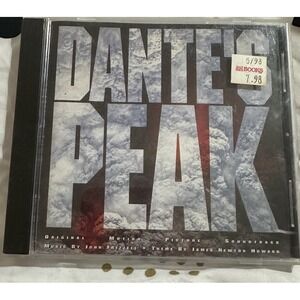 DANTE'S
5/98
BOOKS
7.98
PEAK
Original Motion Picture Soundtrack
Music By John Frizzell • Theme By James Newton Howard